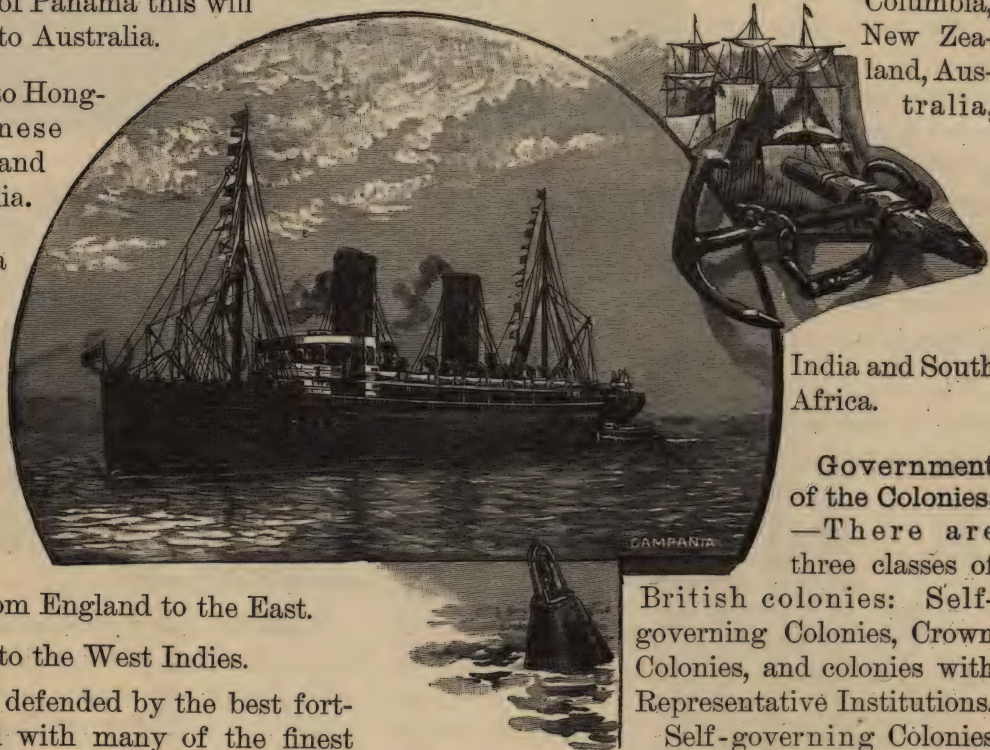 of Panama this will
to Australia.
to Hong-
nese
and
ia.
a
CAMPANIA
om England to the East.
to the West Indies.
defended by the best fort-
with many of the finest
Columbia,
New Zea-
land, Aus-
tralia,
India and South
Africa.
Government
of the Colonies.
—There are
three classes of
British colonies: Self-
governing Colonies, Crown
Colonies, and colonies with
Representative Institutions.
Self-governing Colonies